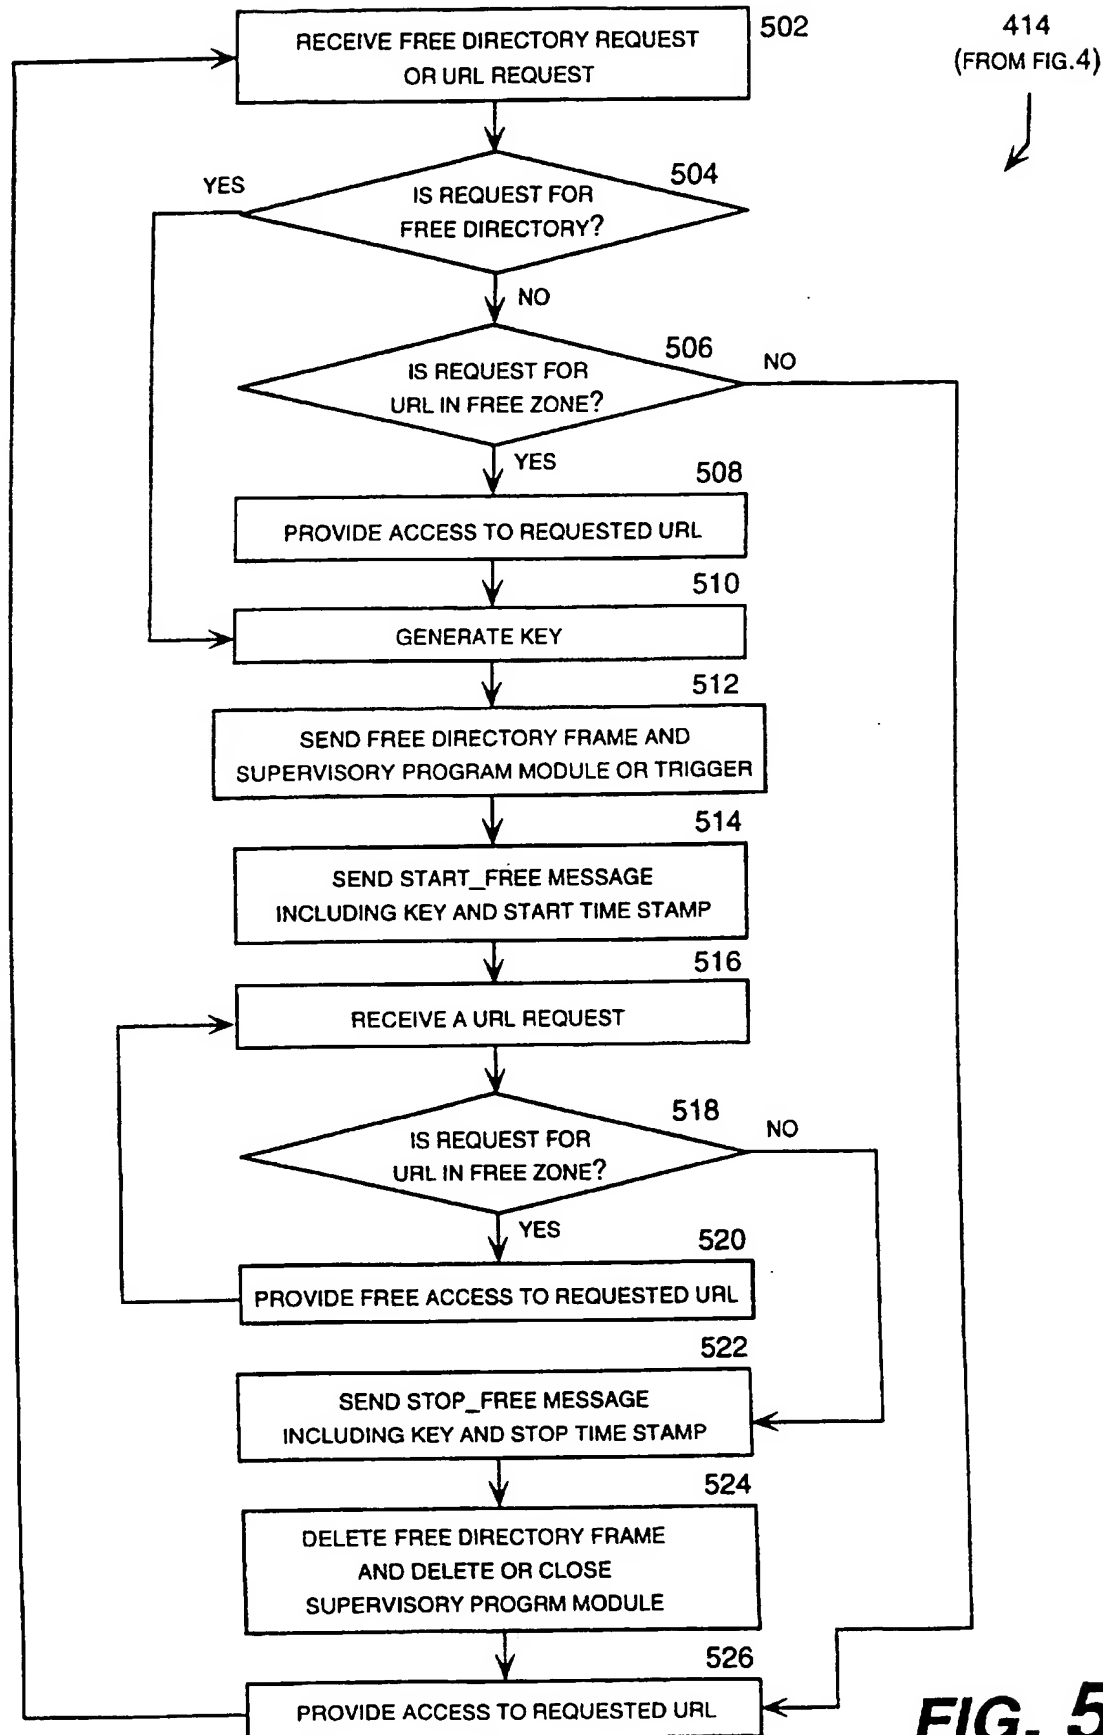 RECEIVE FREE DIRECTORY REQUEST
OR URL REQUEST
502
414
(FROM FIG.4)
IS REQUEST FOR
FREE DIRECTORY?
504
YES
NO
IS REQUEST FOR
URL IN FREE ZONE?
506
NO
YES
508
PROVIDE ACCESS TO REQUESTED URL
510
GENERATE KEY
512
SEND FREE DIRECTORY FRAME AND
SUPERVISORY PROGRAM MODULE OR TRIGGER
514
SEND START_FREE MESSAGE
INCLUDING KEY AND START TIME STAMP
516
RECEIVE A URL REQUEST
518
IS REQUEST FOR
URL IN FREE ZONE?
NO
YES
520
PROVIDE FREE ACCESS TO REQUESTED URL
522
SEND STOP_FREE MESSAGE
INCLUDING KEY AND STOP TIME STAMP
524
DELETE FREE DIRECTORY FRAME
AND DELETE OR CLOSE
SUPERVISORY PROGRM MODULE
526
PROVIDE ACCESS TO REQUESTED URL
FIG. 5